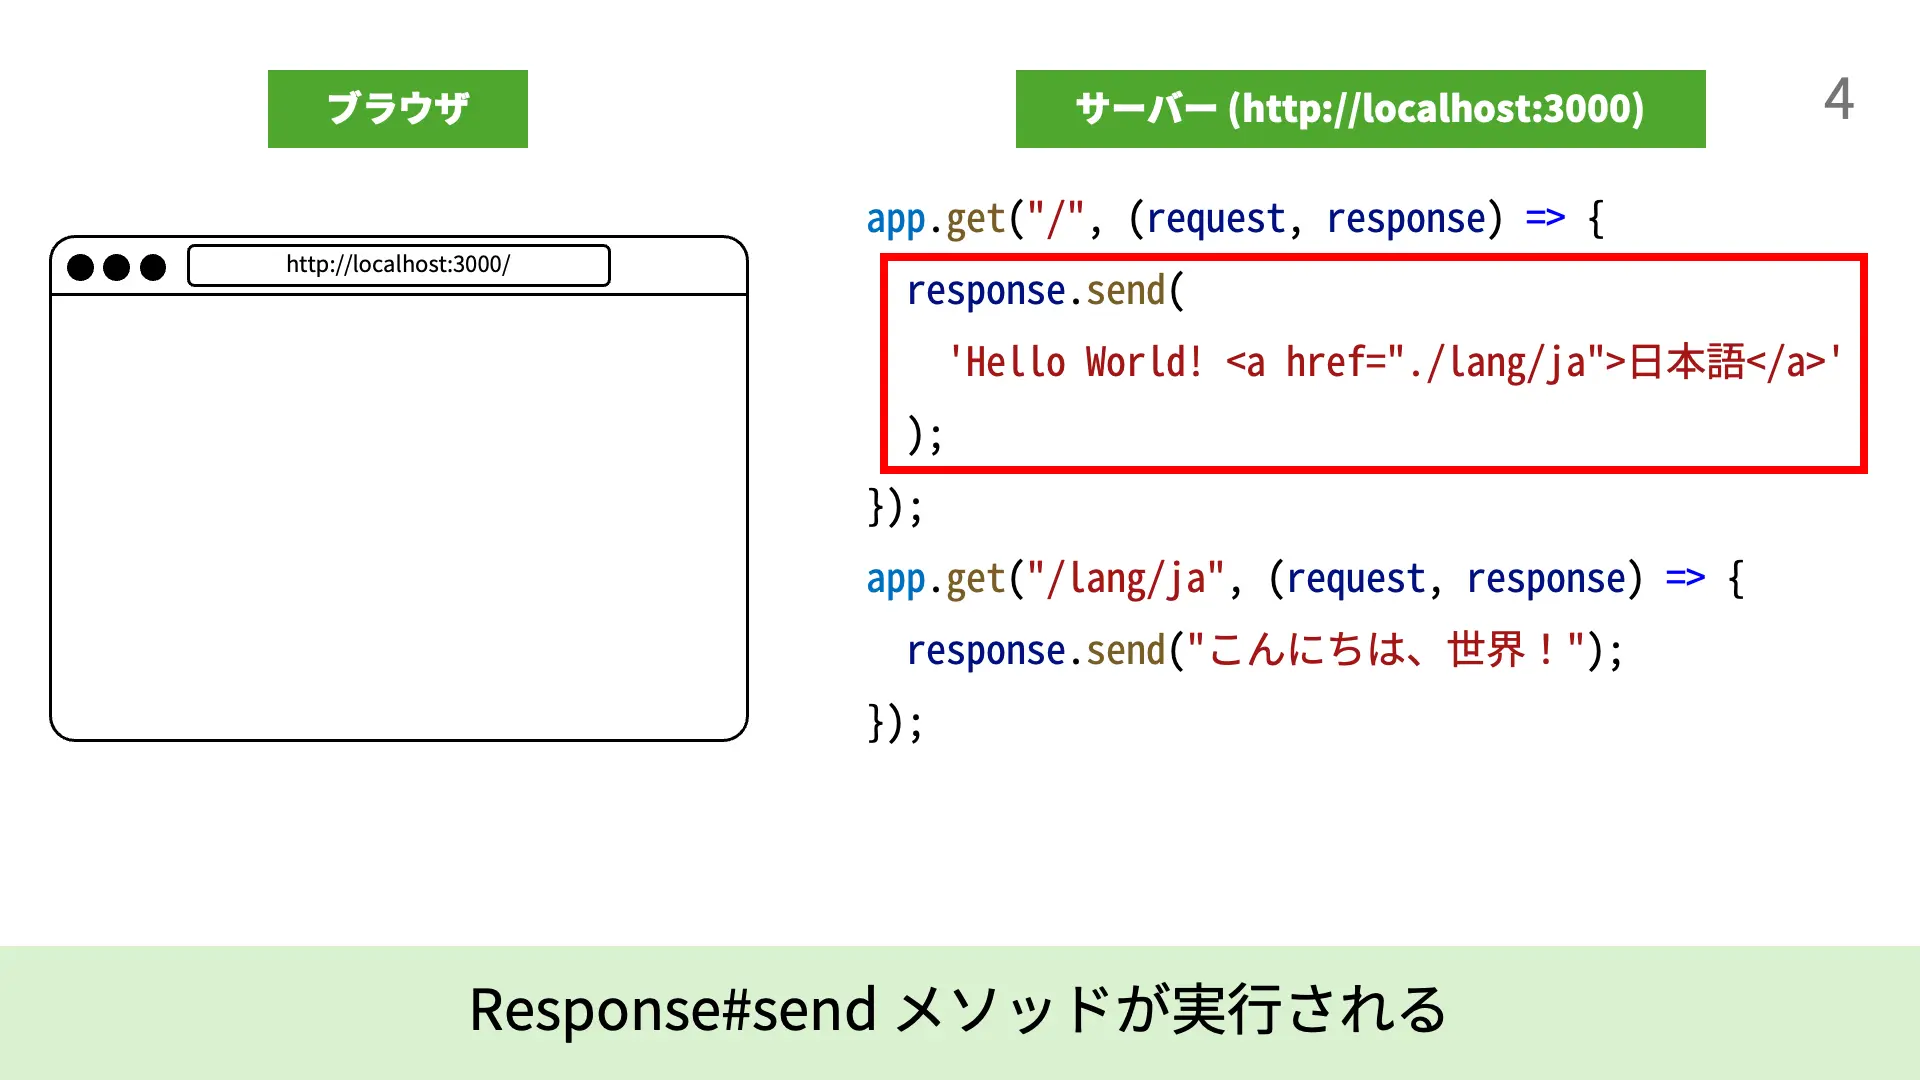 ブラウザ
サーバー (http://localhost:3000)
4
http://localhost:3000/
app.get("/", (request, response) => {
  response.send(
    'Hello World! <a href="./lang/ja">日本語</a>'
  );
});
app.get("/lang/ja", (request, response) => {
  response.send("こんにちは、世界！");
});
Response#send メソッドが実行される